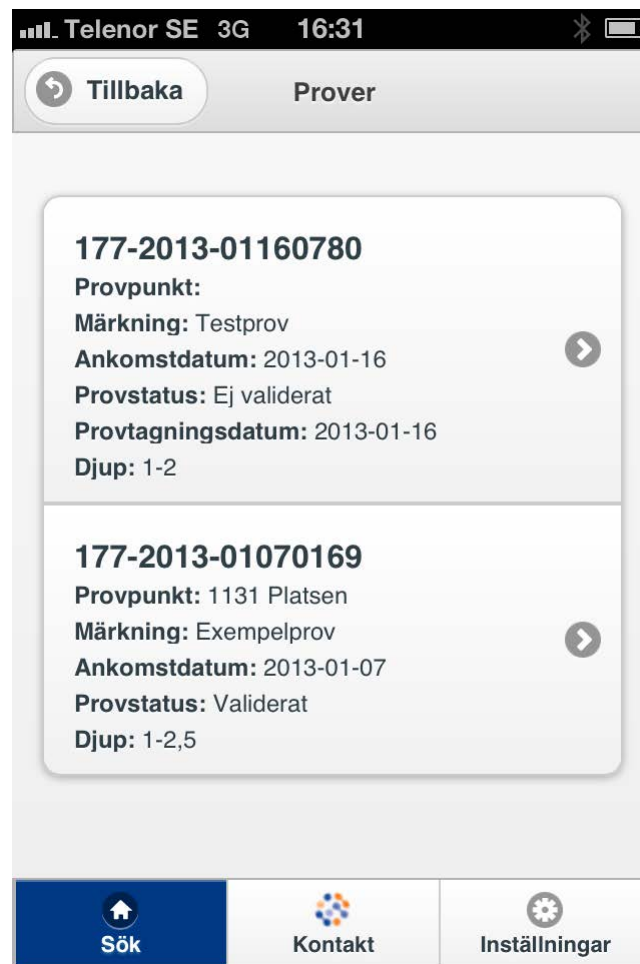 Telenor SE 3G 16:31
Tillbaka Prover
177-2013-01160780
Provpunkt:
Märkning: Testprov
Ankomstdatum: 2013-01-16
Provstatus: Ej validerat
Provtagningsdatum: 2013-01-16
Djup: 1-2
177-2013-01070169
Provpunkt: 1131 Platsen
Märkning: Exempelprov
Ankomstdatum: 2013-01-07
Provstatus: Validerat
Djup: 1-2,5
Sök Kontakt Inställningar